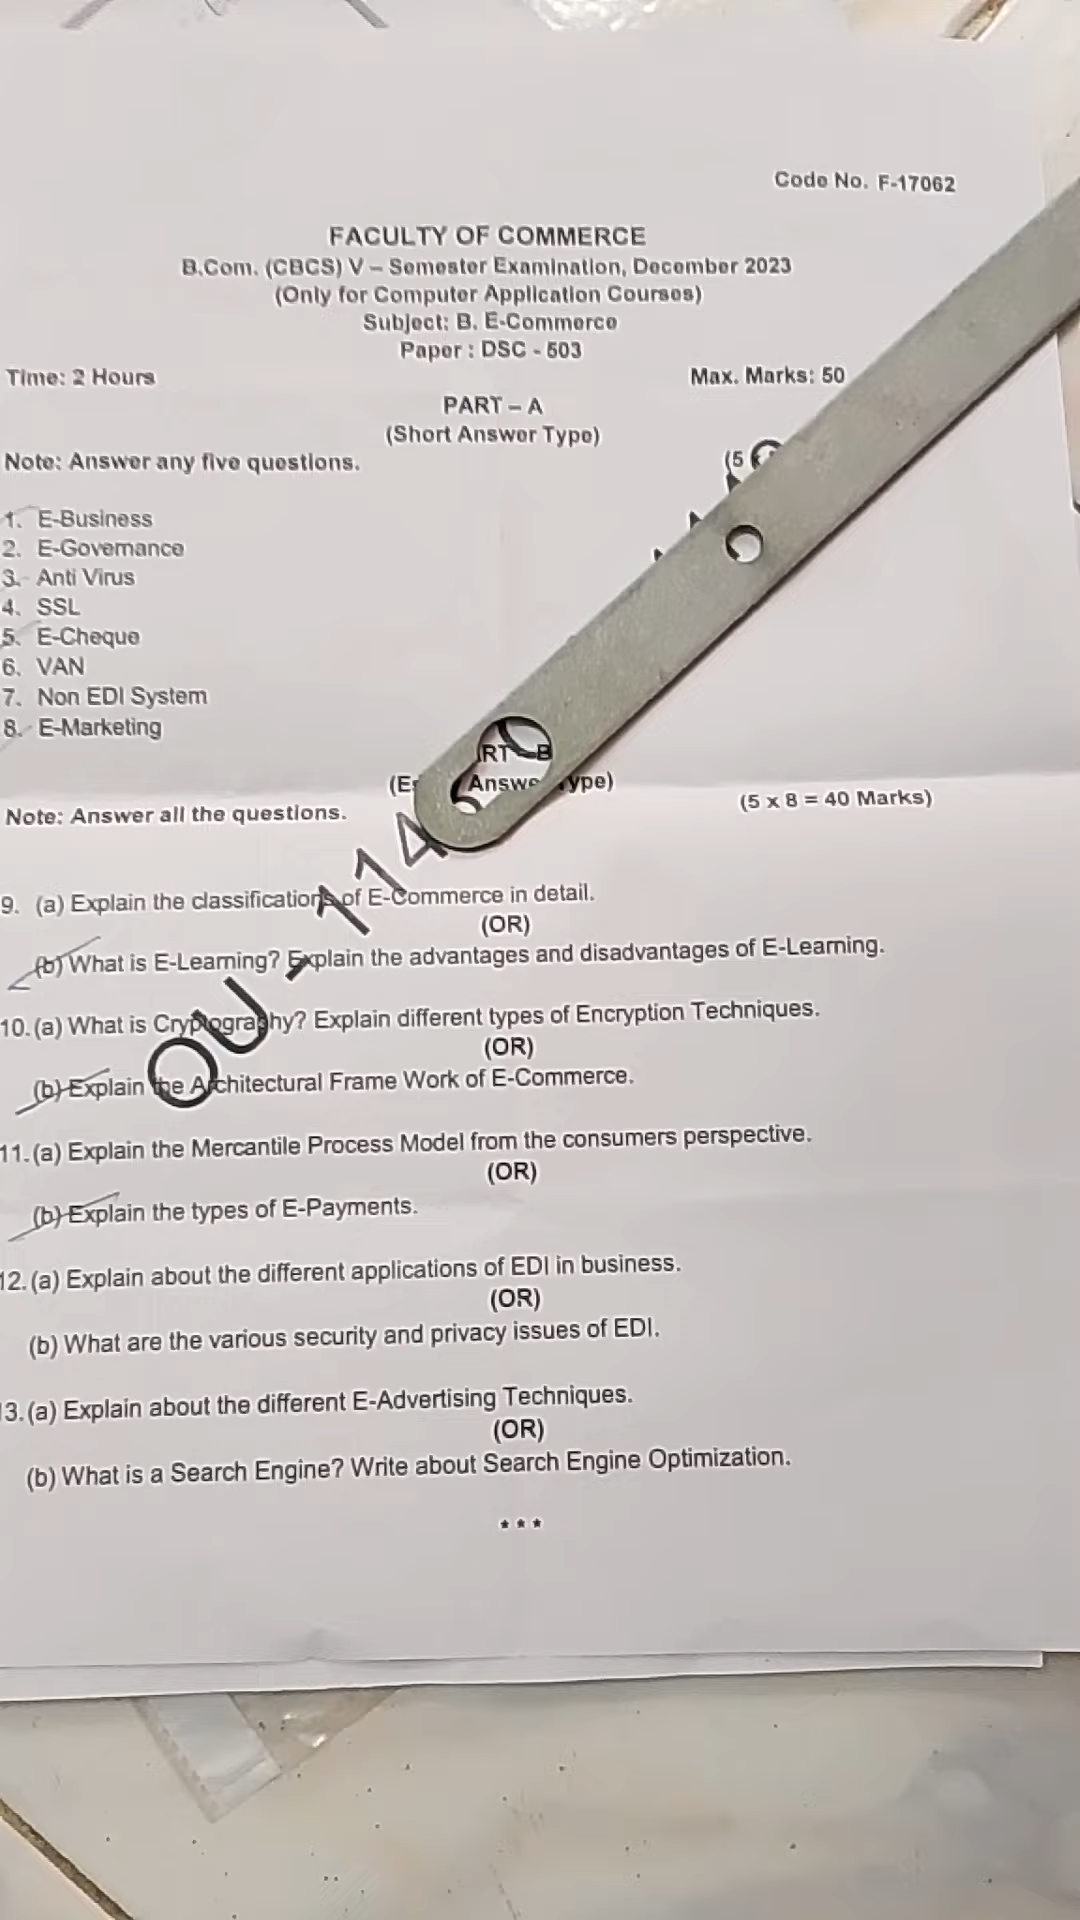 Code No. F-17062
FACULTY OF COMMERCE
B.Com. (CBCS) V – Semester Examination, December 2023
(Only for Computer Application Courses)
Subject: B. E-Commerce
Paper : DSC - 503
Time: 2 Hours
Max. Marks: 50
PART – A
(Short Answer Type)
Note: Answer any five questions.
(5
1. E-Business
2. E-Governance
3. Anti Virus
4. SSL
5. E-Cheque
6. VAN
7. Non EDI System
8. E-Marketing
RT – B
Answe ype)
Note: Answer all the questions.
(5 x 8 = 40 Marks)
OU - 114
9. (a) Explain the classifications of E-Commerce in detail.
(OR)
(b) What is E-Learning? Explain the advantages and disadvantages of E-Learning.
10. (a) What is Cryptography? Explain different types of Encryption Techniques.
(OR)
(b) Explain the Architectural Frame Work of E-Commerce.
11. (a) Explain the Mercantile Process Model from the consumers perspective.
(OR)
(b) Explain the types of E-Payments.
12. (a) Explain about the different applications of EDI in business.
(OR)
(b) What are the various security and privacy issues of EDI.
13. (a) Explain about the different E-Advertising Techniques.
(OR)
(b) What is a Search Engine? Write about Search Engine Optimization.
***